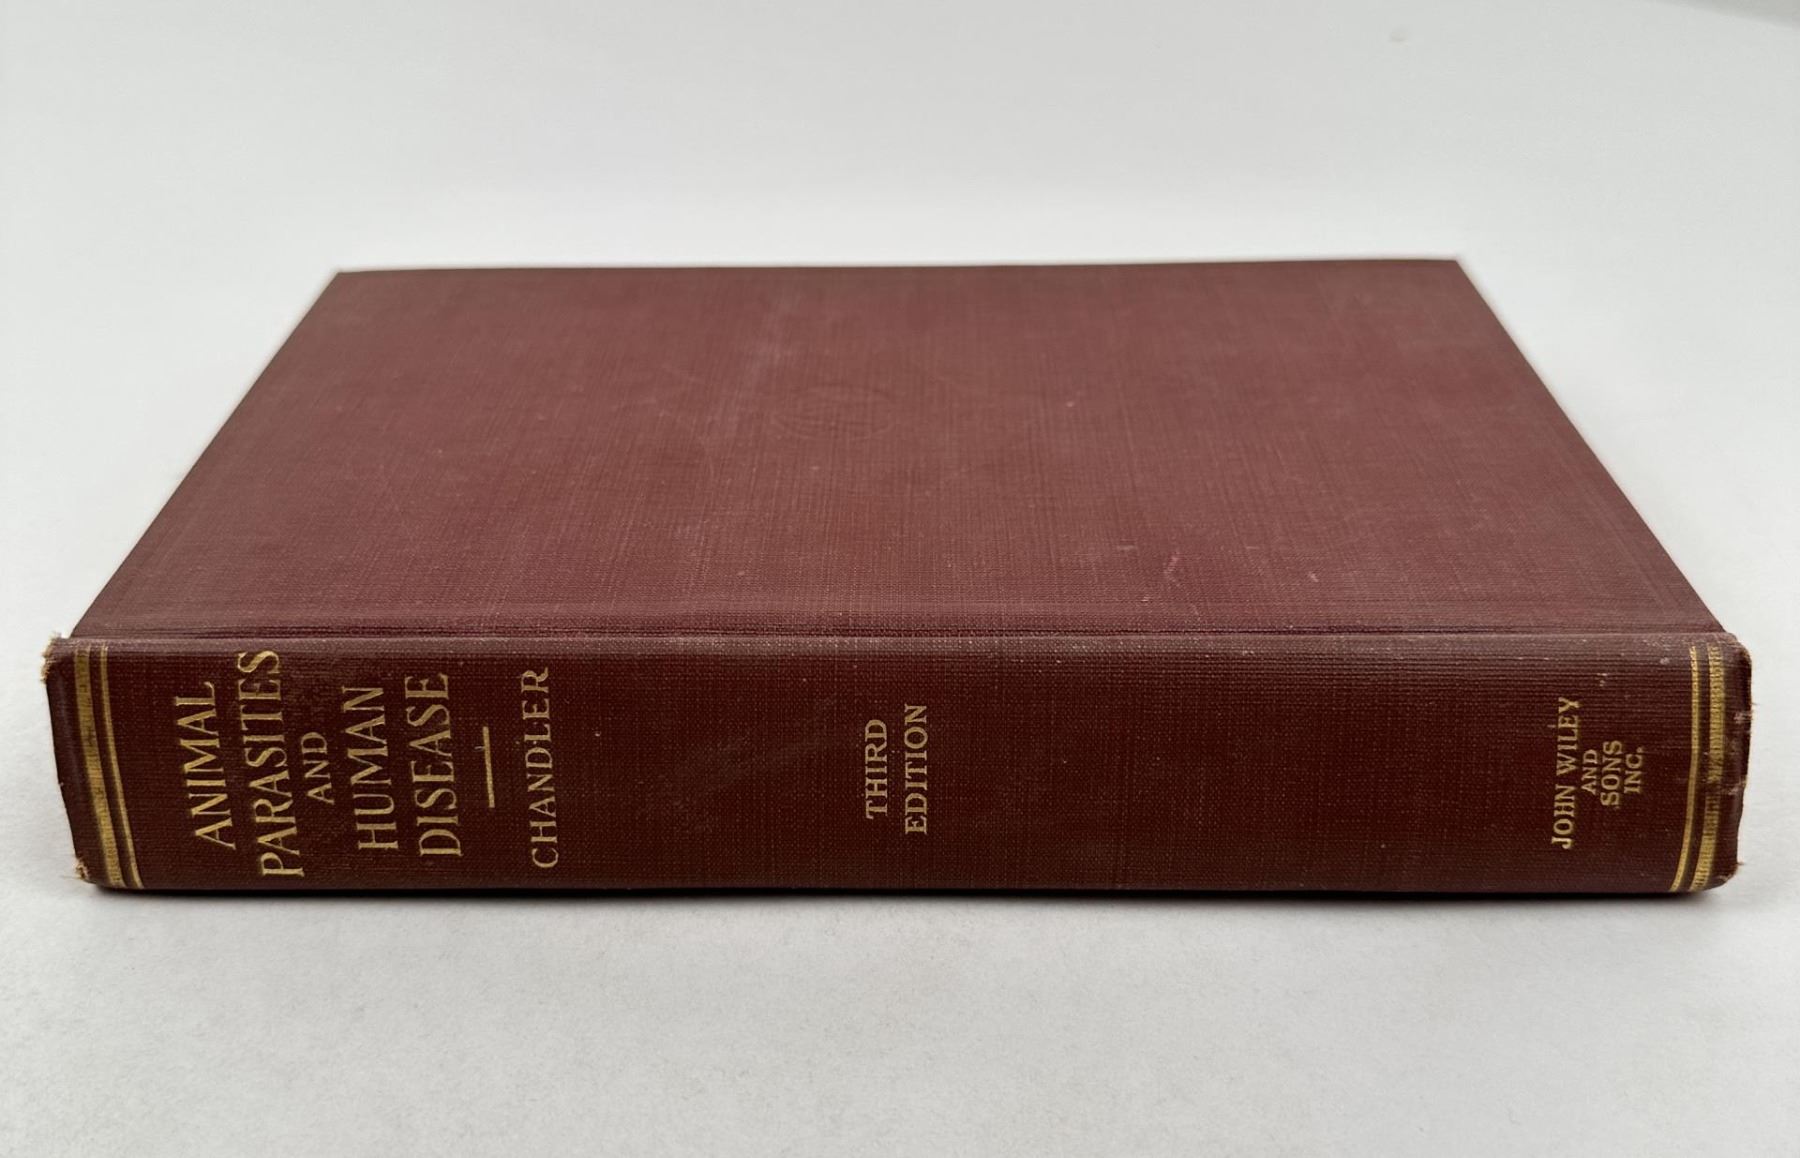 ANIMAL
PARASITES
AND
HUMAN
DISEASE
CHANDLER
THIRD
EDITION
JOHN WILEY
AND
SONS
INC.